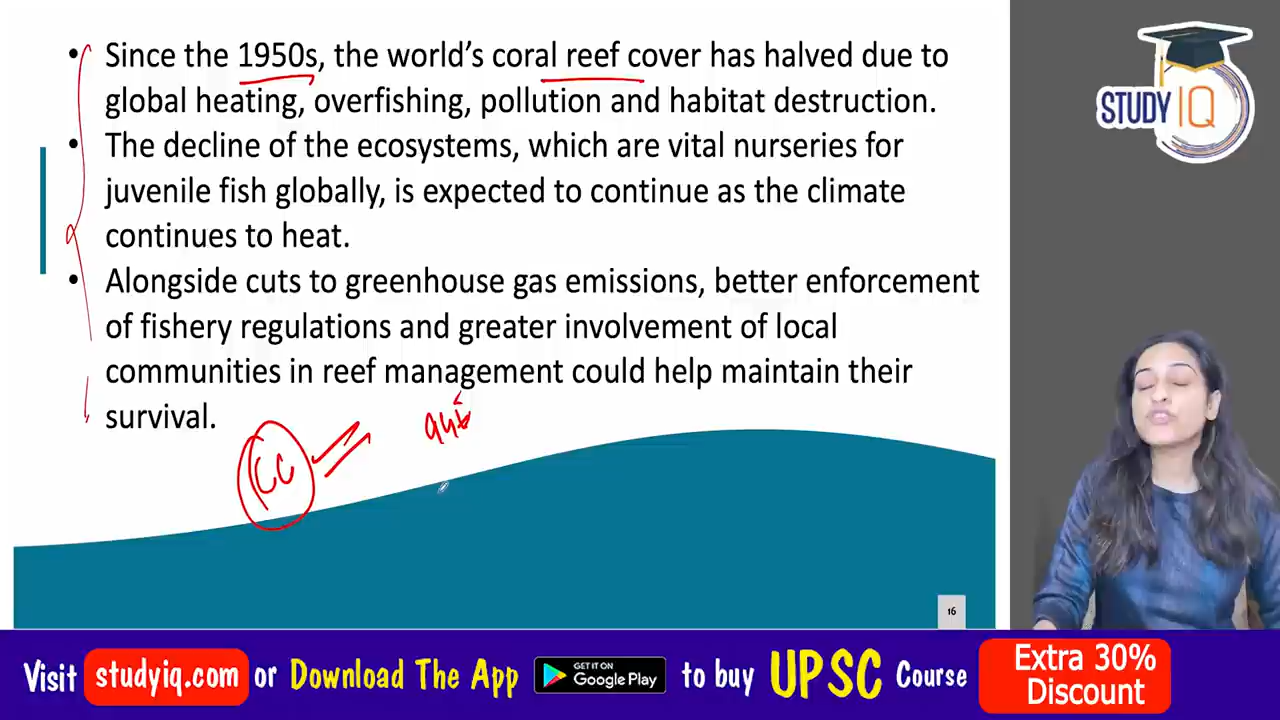 • Since the 1950s, the world's coral reef cover has halved due to
global heating, overfishing, pollution and habitat destruction.
• The decline of the ecosystems, which are vital nurseries for
juvenile fish globally, is expected to continue as the climate
continues to heat.
• Alongside cuts to greenhouse gas emissions, better enforcement
of fishery regulations and greater involvement of local
communities in reef management could help maintain their
survival.
CC
16
STUDY IQ
Visit studyiq.com or Download The App GET IT ON Google Play to buy UPSC Course
Extra 30%
Discount